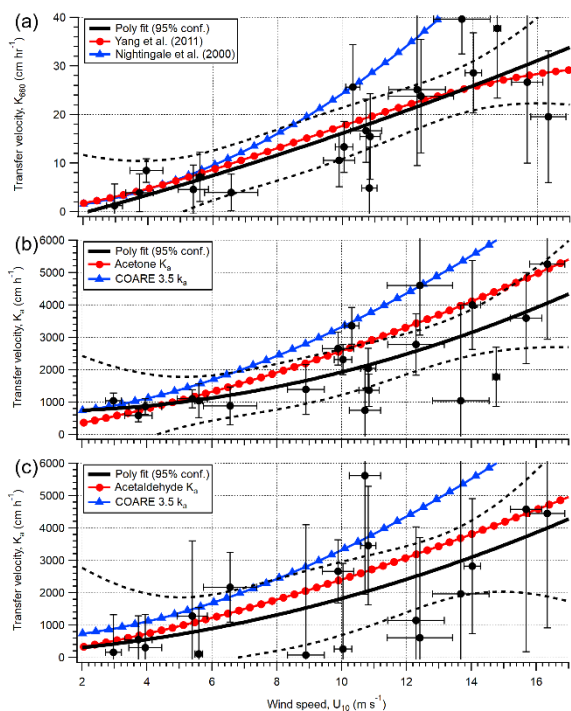 (a)
Poly fit (95% conf.)
Yang et al. (2011)
Nightingale et al. (2000)
Transfer velocity, K660 (cm hr-1)
40
30
20
10
0
(b)
Poly fit (95% conf.)
Acetone Ka
COARE 3.5 ka
Transfer velocity, Ka (cm h-1)
6000
5000
4000
3000
2000
1000
0
(c)
Poly fit (95% conf.)
Acetaldehyde Ka
COARE 3.5 ka
Transfer velocity, Ka (cm h-1)
6000
5000
4000
3000
2000
1000
0
2 4 6 8 10 12 14 16
Wind speed, U10 (m s-1)